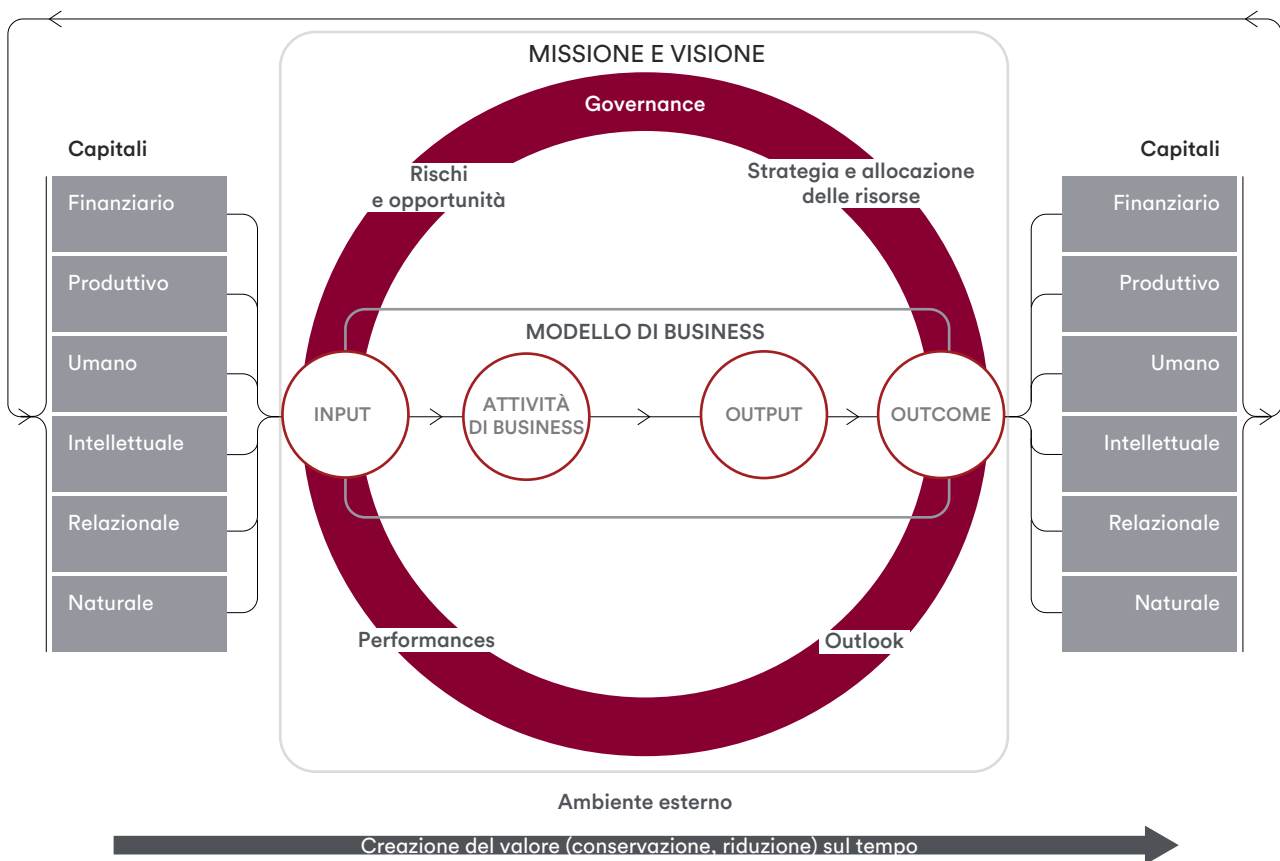 MISSIONE E VISIONE
Governance
Capitali
Finanziario
Produttivo
Umano
Intellettuale
Relazionale
Naturale
Rischi
e opportunità
Strategia e allocazione
delle risorse
MODELLO DI BUSINESS
INPUT
ATTIVITÀ
DI BUSINESS
OUTPUT
OUTCOME
Performances
Outlook
Capitali
Finanziario
Produttivo
Umano
Intellettuale
Relazionale
Naturale
Ambiente esterno
Creazione del valore (conservazione, riduzione) sul tempo